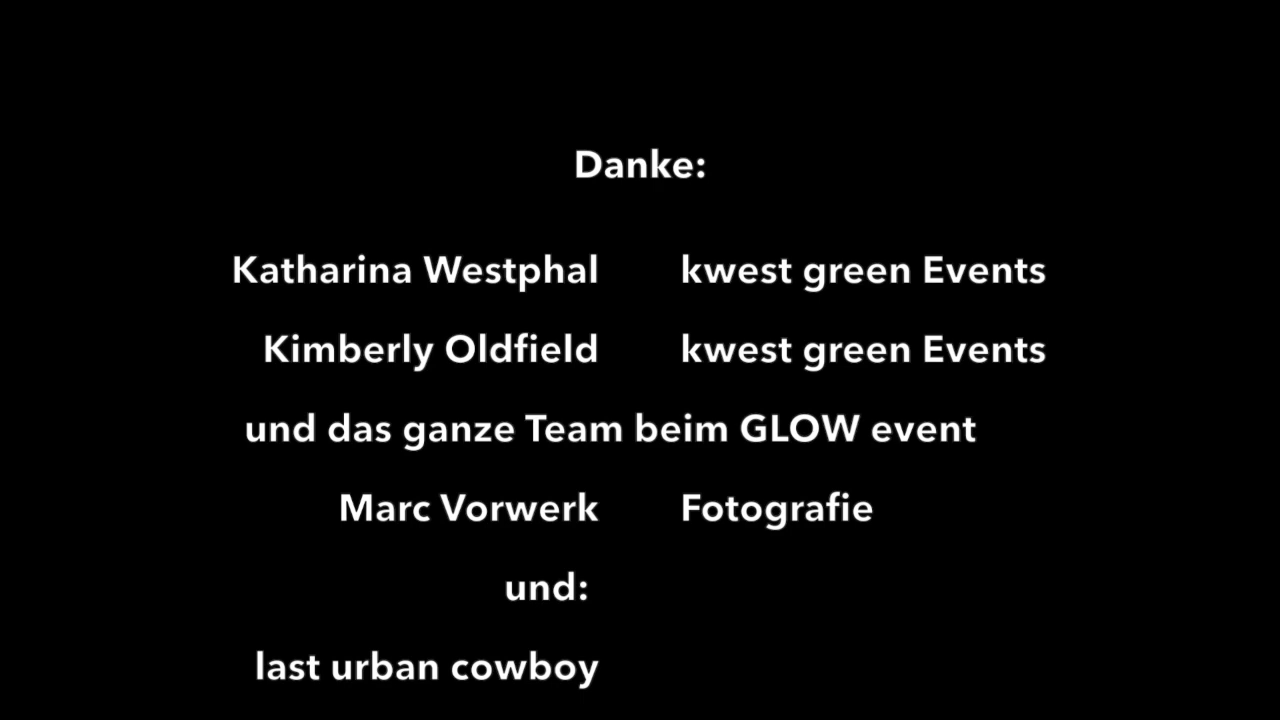 Danke:
Katharina Westphal kwest green Events
Kimberly Oldfield kwest green Events
und das ganze Team beim GLOW event
Marc Vorwerk Fotografie
und:
last urban cowboy